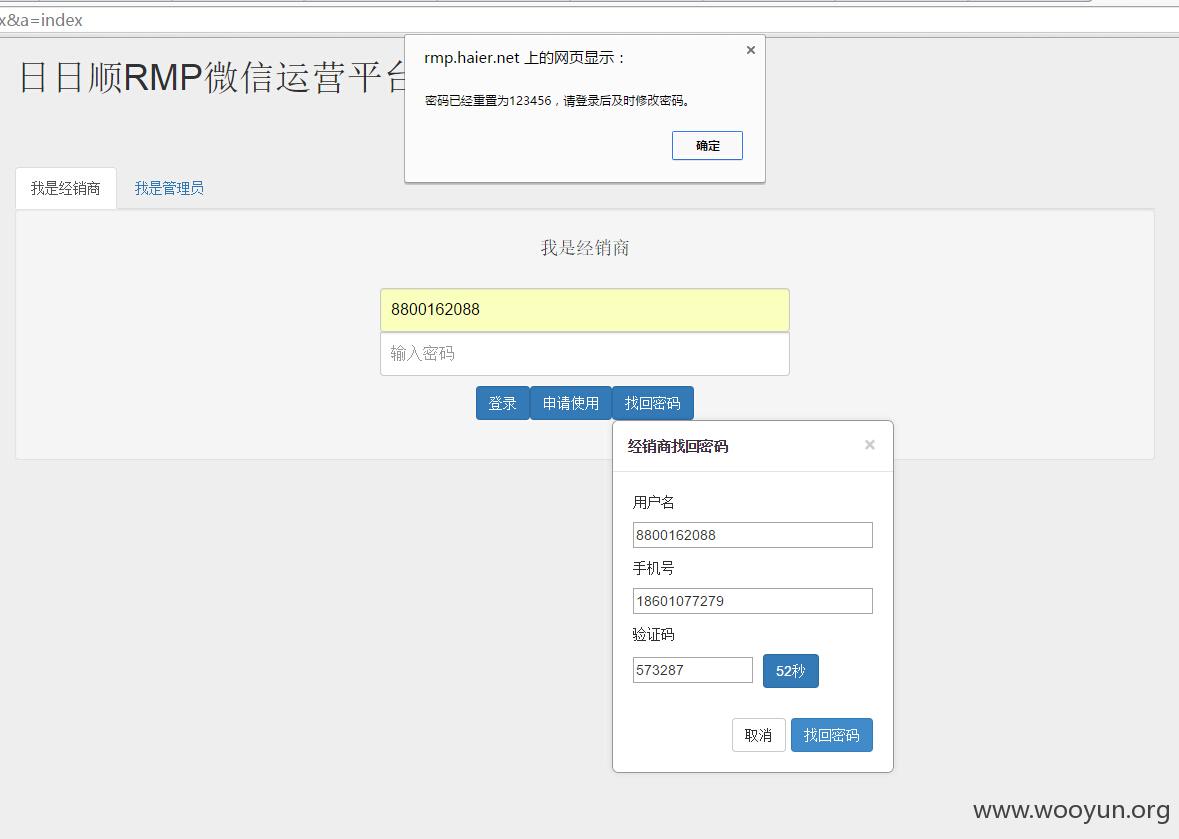 x&a=index
rmp.haier.net 上的网页显示：
日日顺RMP微信运营平台
密码已经重置为123456，请登录后及时修改密码。
确定
我是经销商
我是管理员
我是经销商
8800162088
输入密码
登录 申请使用 找回密码
经销商找回密码
用户名
8800162088
手机号
18601077279
验证码
573287
52秒
取消 找回密码
www.wooyun.org